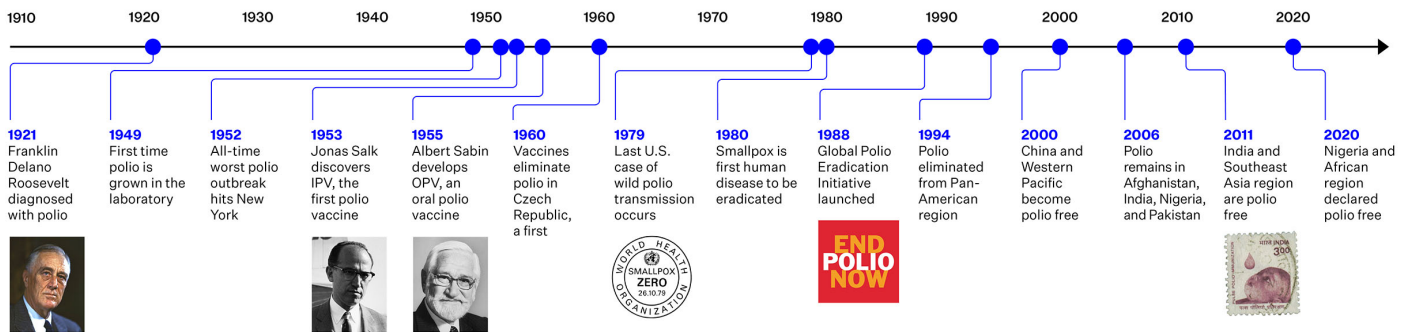 1910 1920 1930 1940 1950 1960 1970 1980 1990 2000 2010 2020
1921
Franklin
Delano
Roosevelt
diagnosed
with polio
1949
First time
polio is
grown in the
laboratory
1952
All-time
worst polio
outbreak
hits New
York
1953
Jonas Salk
discovers
IPV, the
first polio
vaccine
1955
Albert Sabin
develops
OPV, an
oral polio
vaccine
1960
Vaccines
eliminate
polio in
Czech
Republic,
a first
1979
Last U.S.
case of
wild polio
transmission
occurs
WORLD HEALTH
ORGANIZATION
SMALLPOX
ZERO
26.10.79
1980
Smallpox is
first human
disease to be
eradicated
1988
Global Polio
Eradication
Initiative
launched
END
POLIO
NOW
1994
Polio
eliminated
from Pan-
American
region
2000
China and
Western
Pacific
become
polio free
2006
Polio
remains in
Afghanistan,
India, Nigeria,
and Pakistan
2011
India and
Southeast
Asia region
are polio
free
भारत INDIA
300
2020
Nigeria and
African
region
declared
polio free